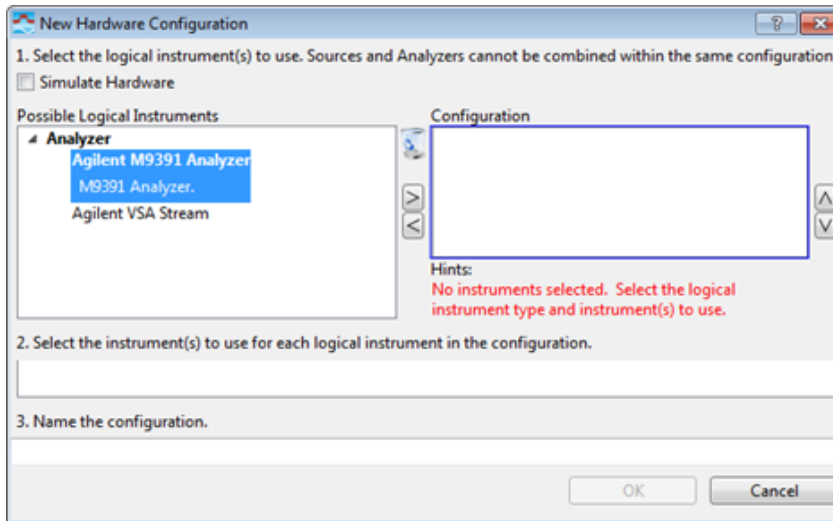 New Hardware Configuration
1. Select the logical instrument(s) to use. Sources and Analyzers cannot be combined within the same configuration
Simulate Hardware
Possible Logical Instruments
Configuration
Analyzer
Agilent M9391 Analyzer
M9391 Analyzer.
Agilent VSA Stream
>
<
Hints:
No instruments selected. Select the logical
instrument type and instrument(s) to use.
2. Select the instrument(s) to use for each logical instrument in the configuration.
3. Name the configuration.
OK
Cancel